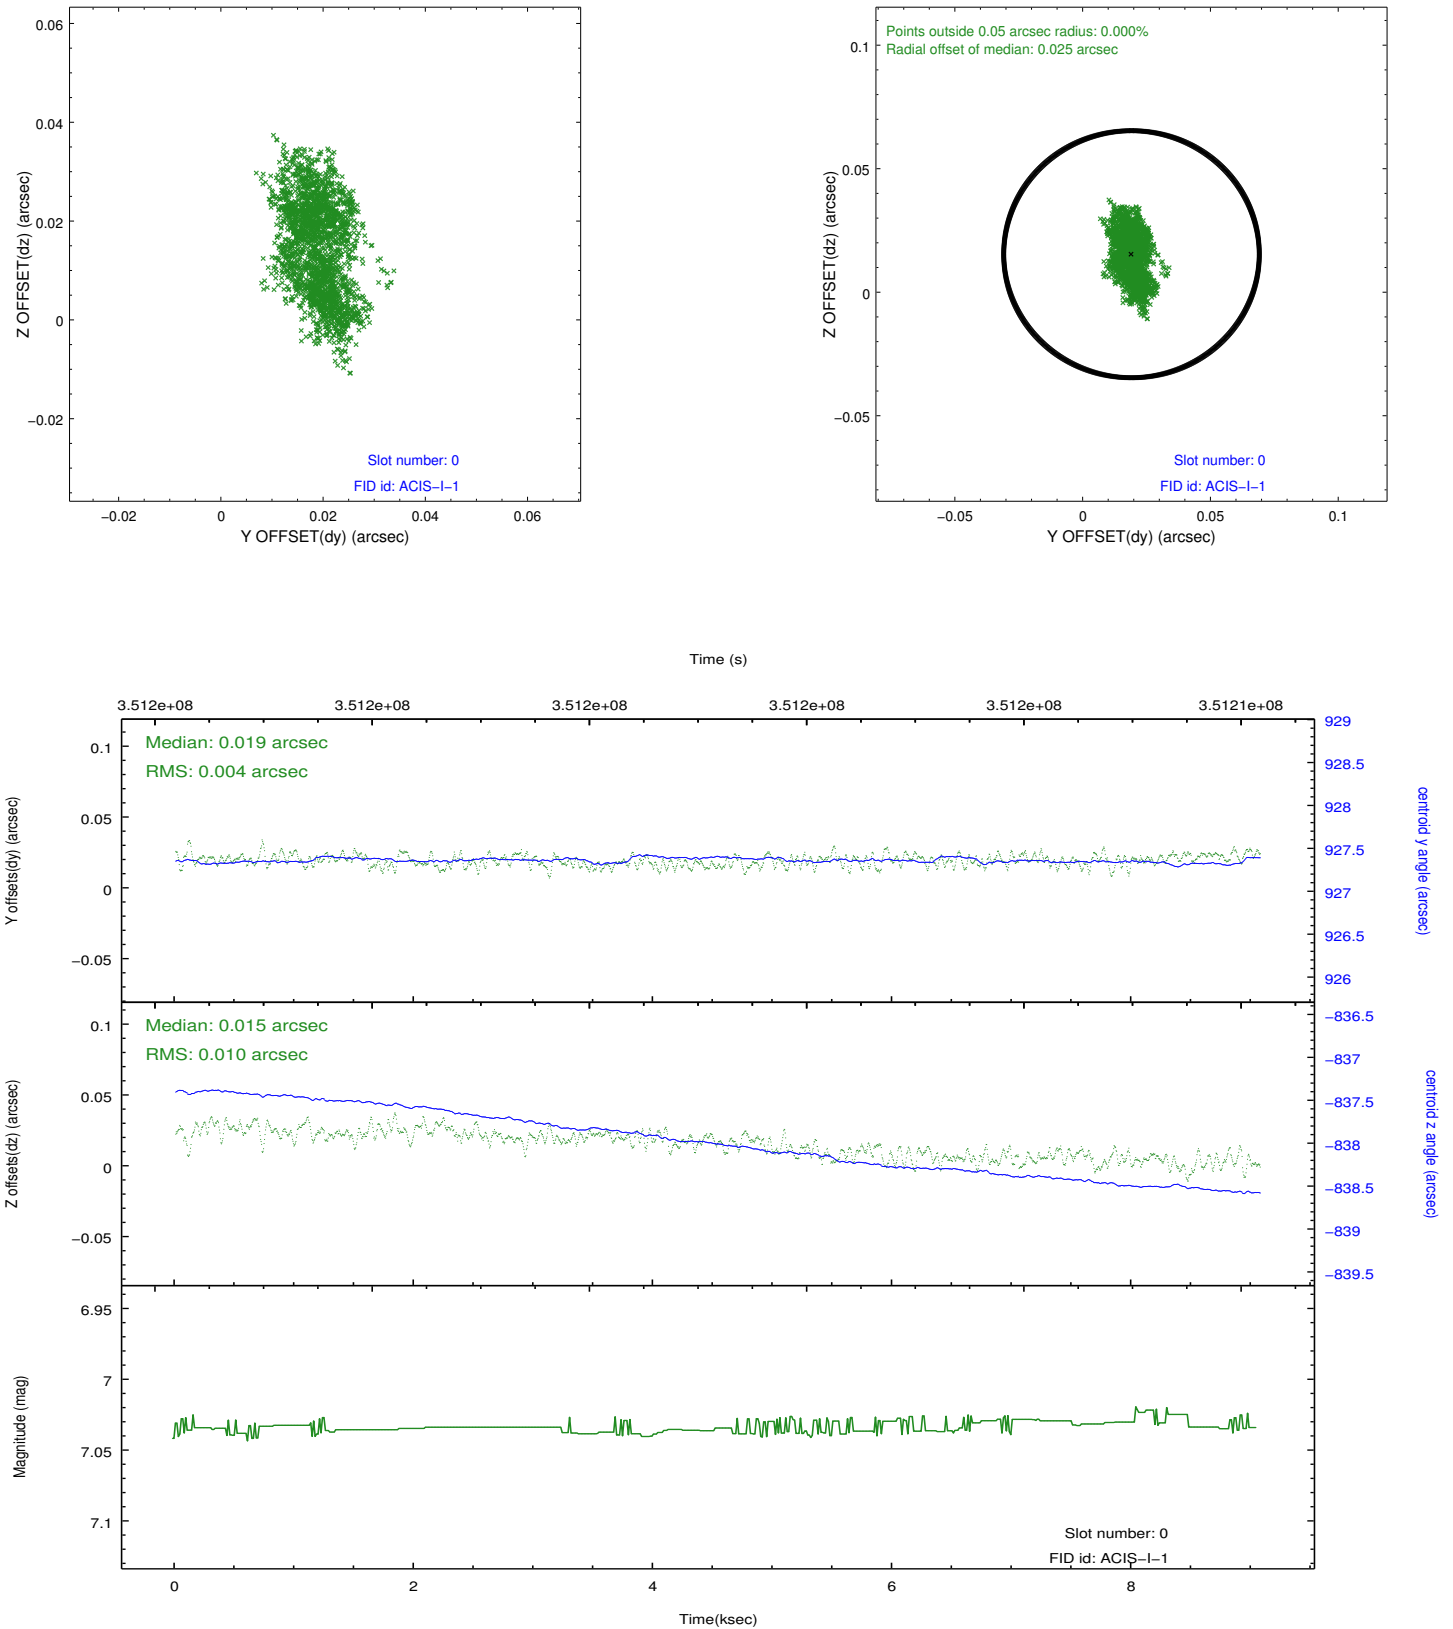 0.06
0.04
0.02
0
−0.02
Z OFFSET(dz) (arcsec)
Slot number: 0
FID id: ACIS−I−1
−0.02 0 0.02 0.04 0.06
Y OFFSET(dy) (arcsec)
Points outside 0.05 arcsec radius: 0.000%
Radial offset of median: 0.025 arcsec
0.1
0.05
0
−0.05
Z OFFSET(dz) (arcsec)
Slot number: 0
FID id: ACIS−I−1
−0.05 0 0.05 0.1
Y OFFSET(dy) (arcsec)
Time (s)
3.512e+08 3.512e+08 3.512e+08 3.512e+08 3.512e+08 3.5121e+08
Median: 0.019 arcsec
RMS: 0.004 arcsec
0.1
0.05
0
−0.05
Y offsets(dy) (arcsec)
929
928.5
928
927.5
927
926.5
926
centroid y angle (arcsec)
Median: 0.015 arcsec
RMS: 0.010 arcsec
0.1
0.05
0
−0.05
Z offsets(dz) (arcsec)
−836.5
−837
−837.5
−838
−838.5
−839
−839.5
centroid z angle (arcsec)
6.95
7
7.05
7.1
Magnitude (mag)
Slot number: 0
FID id: ACIS−I−1
0 2 4 6 8
Time(ksec)